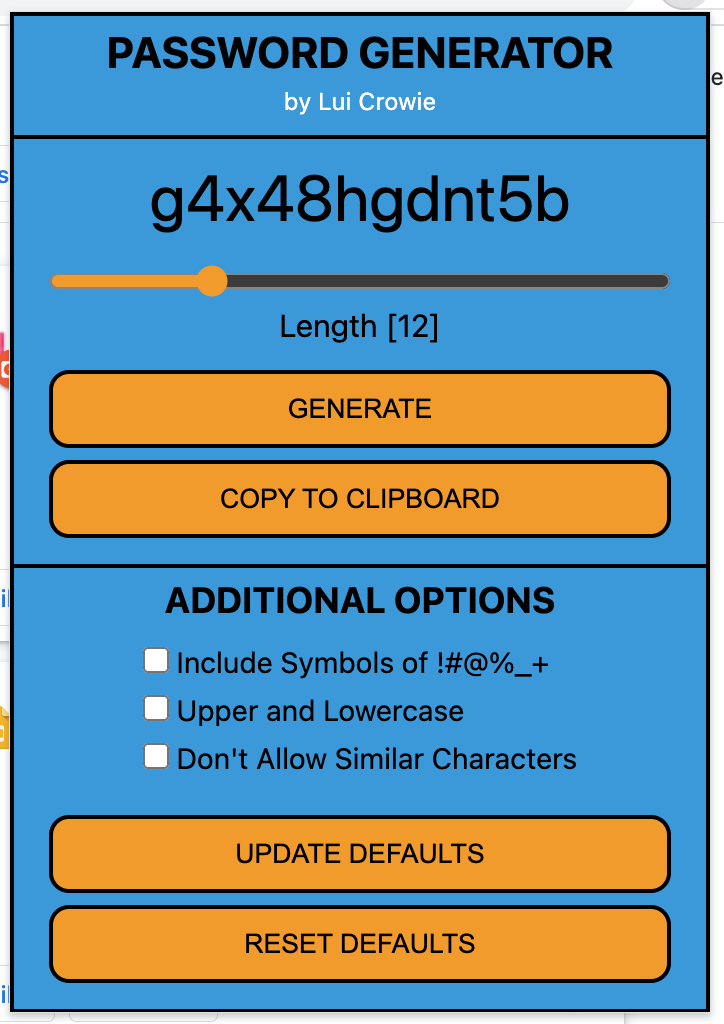 PASSWORD GENERATOR
by Lui Crowie
g4x48hgdnt5b
Length [12]
GENERATE
COPY TO CLIPBOARD
ADDITIONAL OPTIONS
Include Symbols of !#@%_+
Upper and Lowercase
Don't Allow Similar Characters
UPDATE DEFAULTS
RESET DEFAULTS